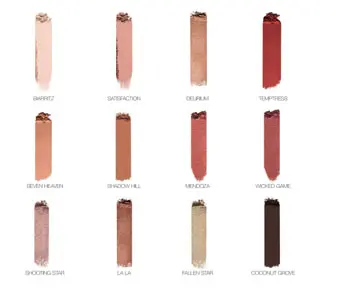 BIARRITZ
SATISFACTION
DELIRIUM
TEMPTRESS
SEVEN HEAVEN
SHADOW HILL
MENDOZA
WICKED GAME
SHOOTING STAR
LA LA
FALLEN STAR
COCONUT GROVE